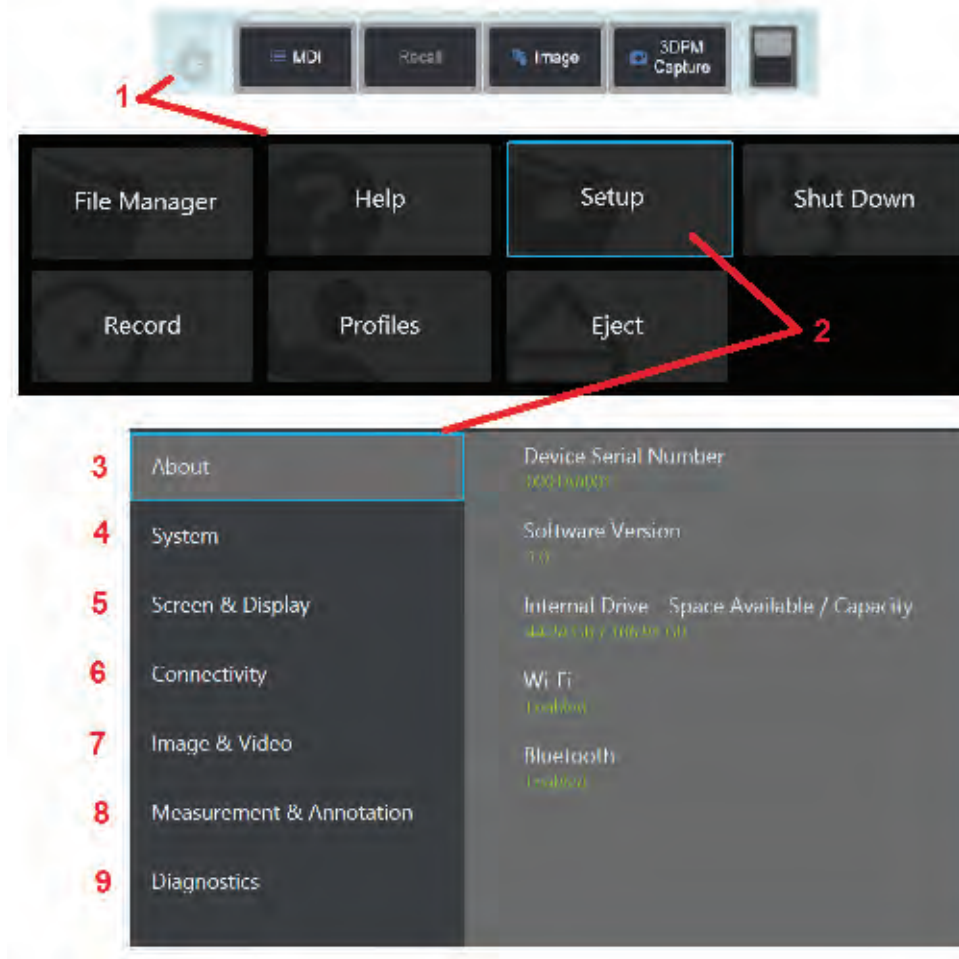 MDI
Recall
Image
3DPM
Capture
1
File Manager
Help
Setup
Shut Down
Record
Profiles
Eject
2
3
About
4
System
5
Screen & Display
6
Connectivity
7
Image & Video
8
Measurement & Annotation
9
Diagnostics
Device Serial Number
Software Version
Internal Drive Space Available / Capacity
Wi-Fi
Enabled
Bluetooth
Enabled